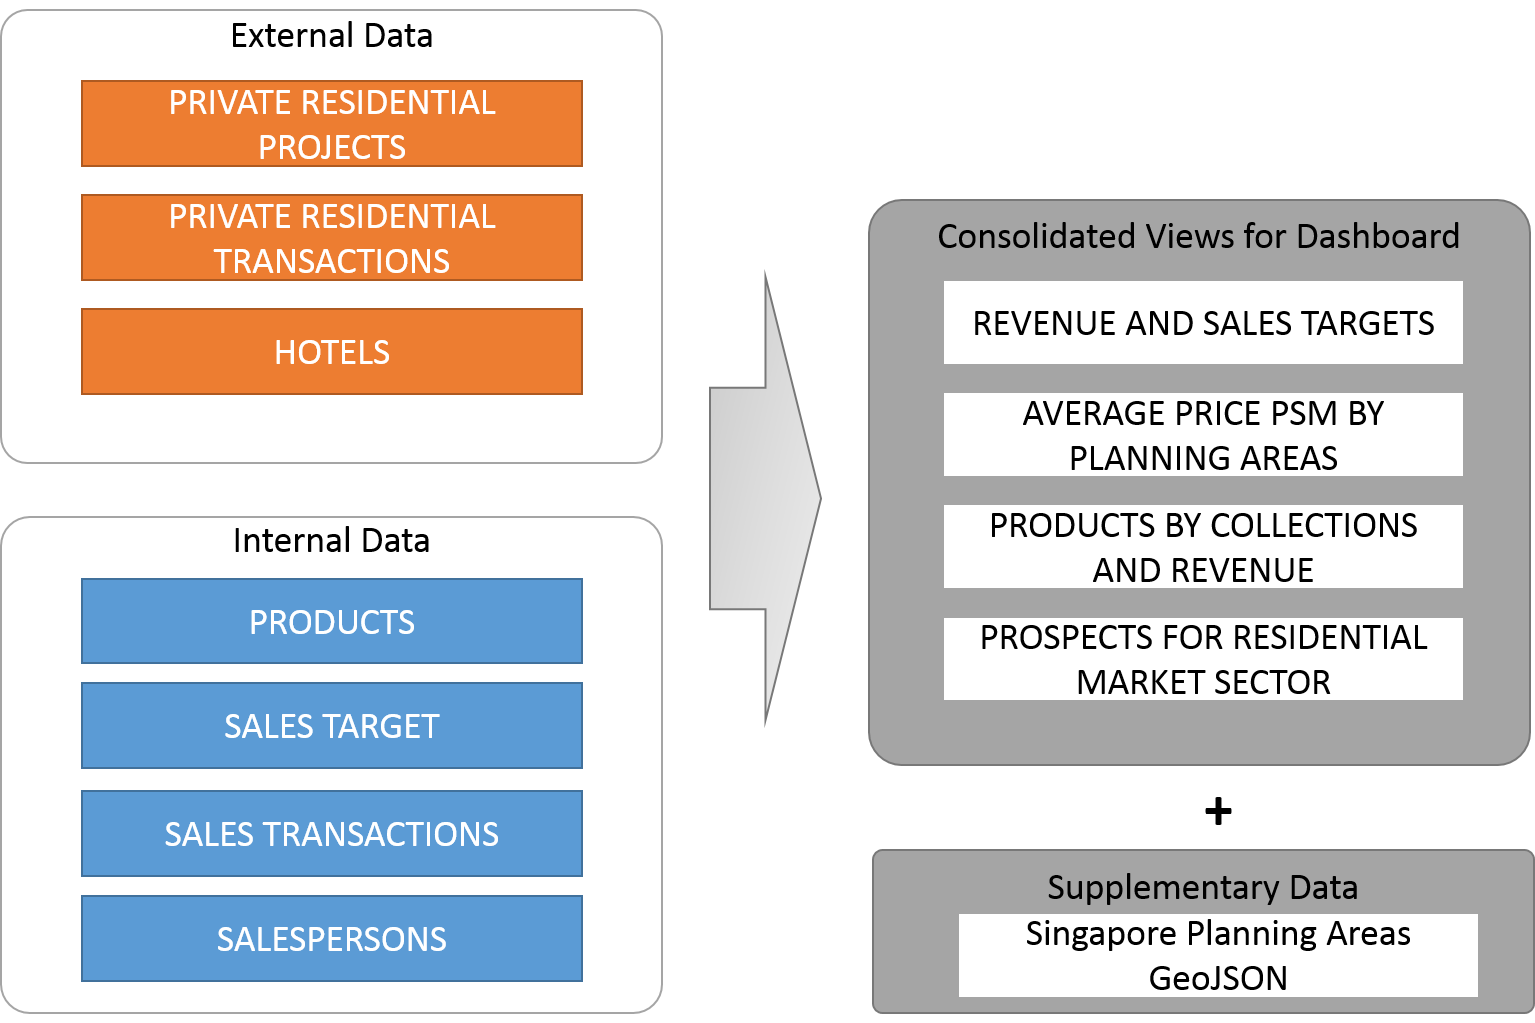 External Data
PRIVATE RESIDENTIAL
PROJECTS
PRIVATE RESIDENTIAL
TRANSACTIONS
HOTELS
Internal Data
PRODUCTS
SALES TARGET
SALES TRANSACTIONS
SALESPERSONS
Consolidated Views for Dashboard
REVENUE AND SALES TARGETS
AVERAGE PRICE PSM BY
PLANNING AREAS
PRODUCTS BY COLLECTIONS
AND REVENUE
PROSPECTS FOR RESIDENTIAL
MARKET SECTOR
+
Supplementary Data
Singapore Planning Areas
GeoJSON